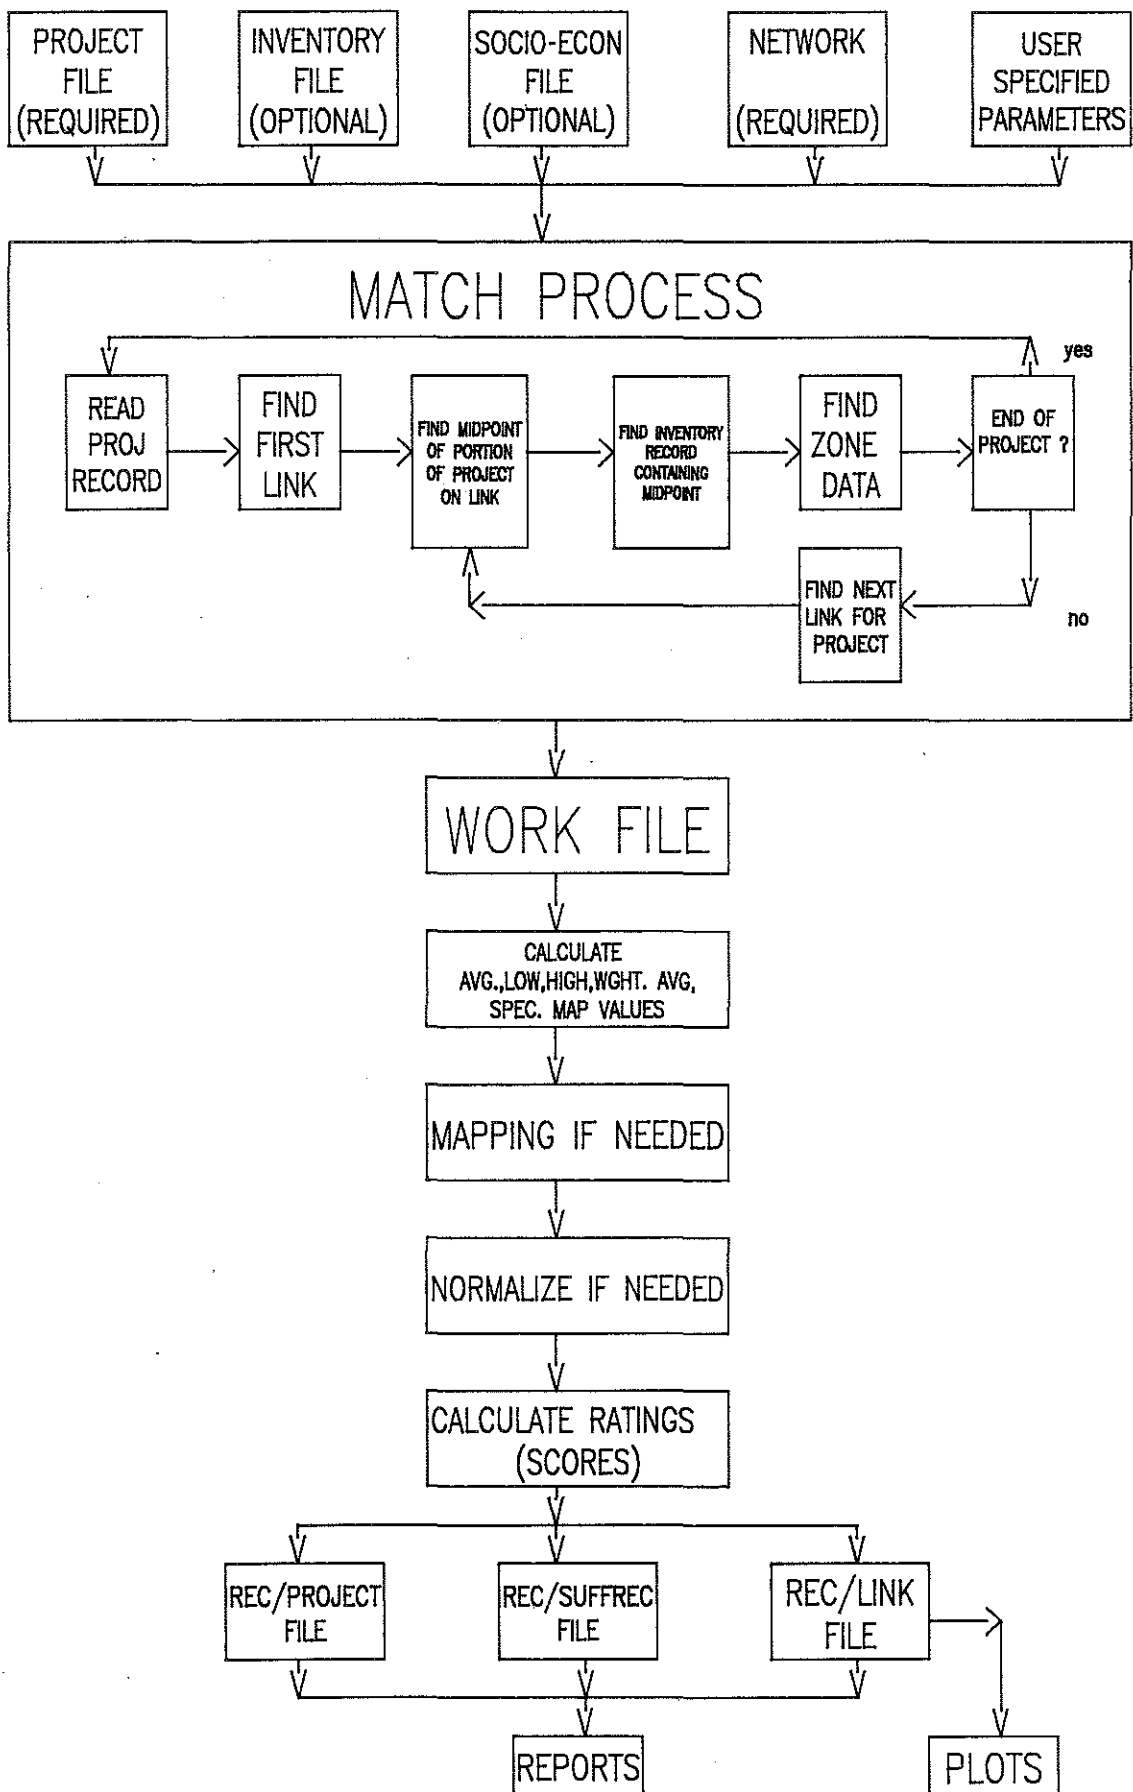 PROJECT
FILE
(REQUIRED)
INVENTORY
FILE
(OPTIONAL)
SOCIO-ECON
FILE
(OPTIONAL)
NETWORK
(REQUIRED)
USER
SPECIFIED
PARAMETERS
MATCH PROCESS
READ
PROJ
RECORD
FIND
FIRST
LINK
FIND MIDPOINT
OF PORTION
OF PROJECT
ON LINK
FIND INVENTORY
RECORD
CONTAINING
MIDPOINT
FIND
ZONE
DATA
END OF
PROJECT ?
yes
no
FIND NEXT
LINK FOR
PROJECT
WORK FILE
CALCULATE
AVG.,LOW,HIGH,WGHT. AVG,
SPEC. MAP VALUES
MAPPING IF NEEDED
NORMALIZE IF NEEDED
CALCULATE RATINGS
(SCORES)
REC/PROJECT
FILE
REC/SUFFREC
FILE
REC/LINK
FILE
REPORTS
PLOTS